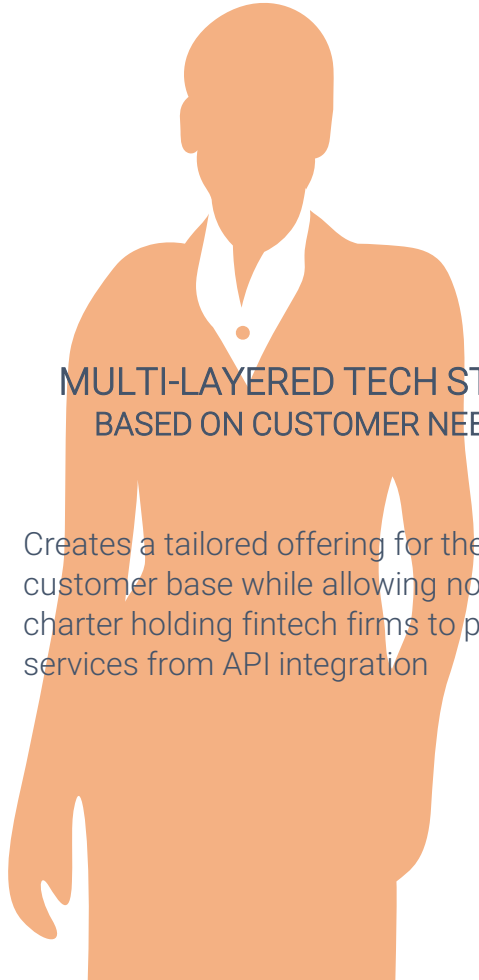 MULTI-LAYERED TECH ST
BASED ON CUSTOMER NEE
Creates a tailored offering for the
customer base while allowing no
charter holding fintech firms to p
services from API integration